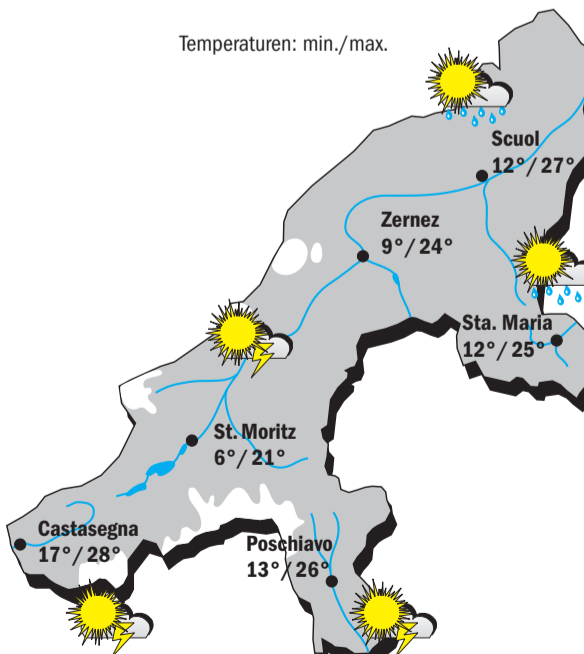 Temperaturen: min./max.
Scuol
12°/27°
Zernez
9°/24°
Sta. Maria
12°/25°
St. Moritz
6°/21°
Castasegna
17°/28°
Poschiavo
13°/26°